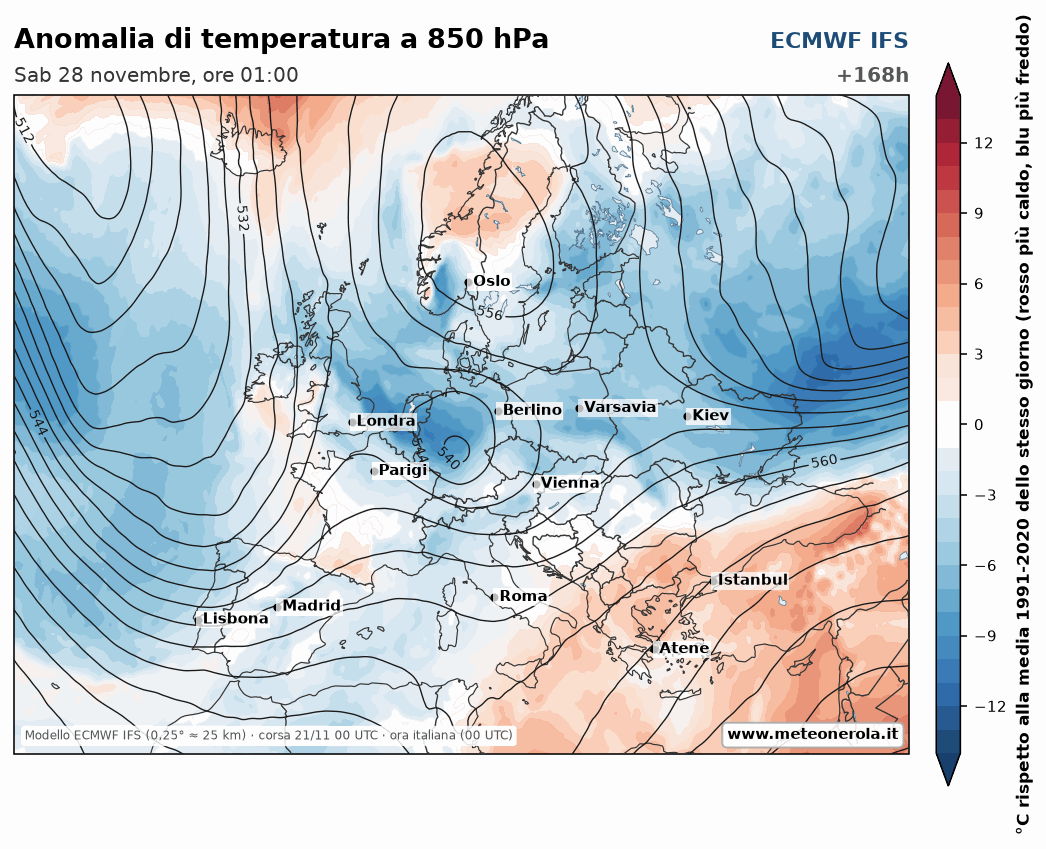 Anomalia di temperatura a 850 hPa
ECMWF IFS
Sab 28 novembre, ore 01:00
+168h
512
532
Oslo
556
544
Londra
Berlino
Varsavia
Kiev
544
540
560
Parigi
Vienna
Istanbul
Roma
Madrid
Lisbona
Atene
Modello ECMWF IFS (0,25° ≈ 25 km) · corsa 21/11 00 UTC · ora italiana (00 UTC)
www.meteonerola.it
12
9
6
3
0
−3
−6
−9
−12
°C rispetto alla media 1991-2020 dello stesso giorno (rosso più caldo, blu più freddo)